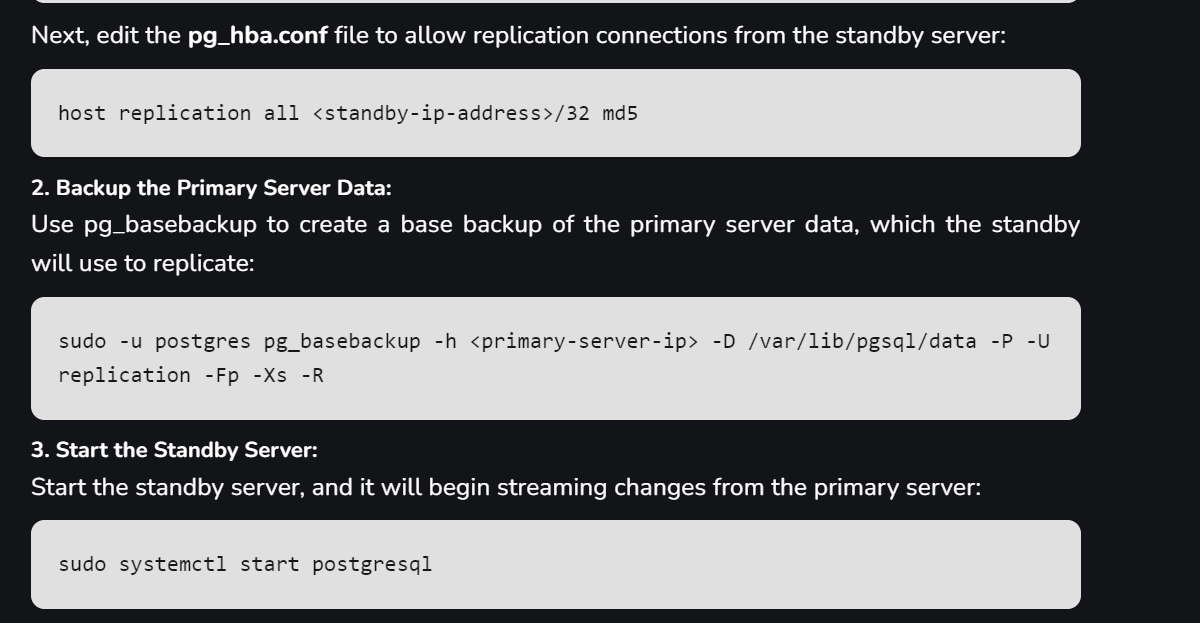 Next, edit the pg_hba.conf file to allow replication connections from the standby server:
host replication all <standby-ip-address>/32 md5
2. Backup the Primary Server Data:
Use pg_basebackup to create a base backup of the primary server data, which the standby
will use to replicate:
sudo -u postgres pg_basebackup -h <primary-server-ip> -D /var/lib/pgsql/data -P -U
replication -Fp -Xs -R
3. Start the Standby Server:
Start the standby server, and it will begin streaming changes from the primary server:
sudo systemctl start postgresql